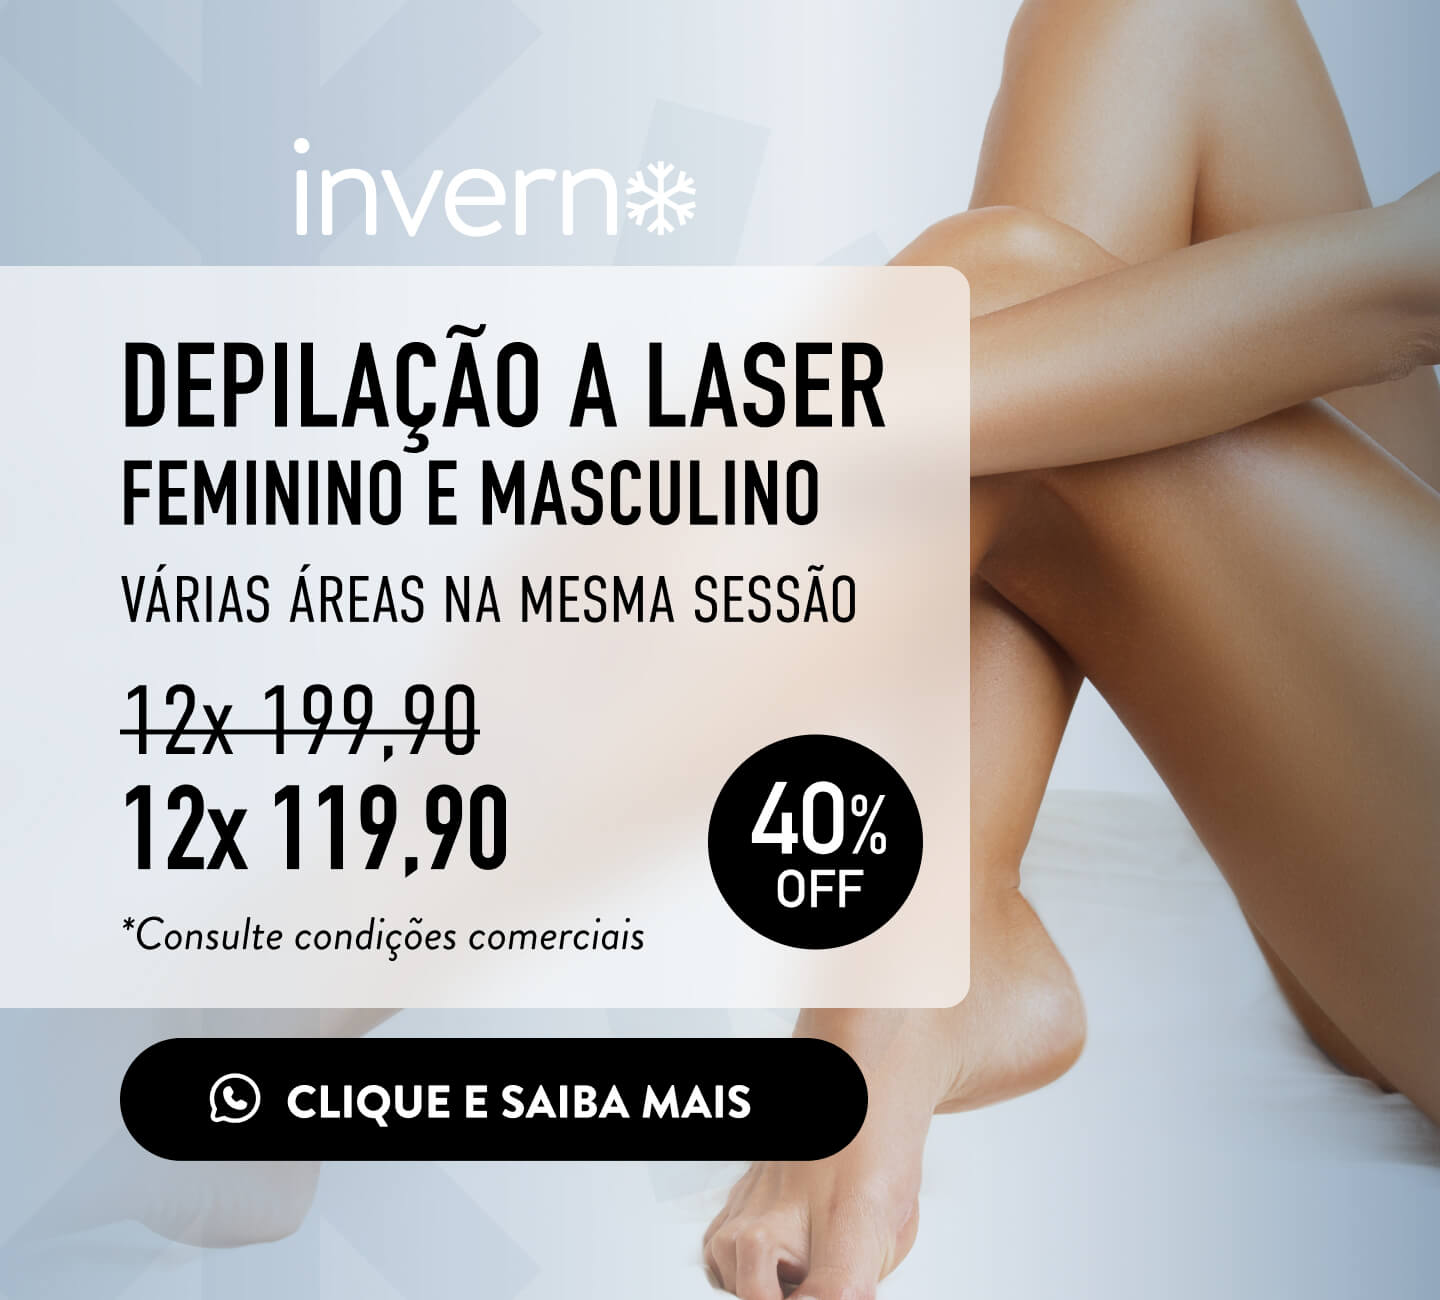 inverno
DEPILAÇÃO A LASER
FEMININO E MASCULINO
VÁRIAS ÁREAS NA MESMA SESSÃO
12x 199,90
12x 119,90
40%
OFF
*Consulte condições comerciais
CLIQUE E SAIBA MAIS